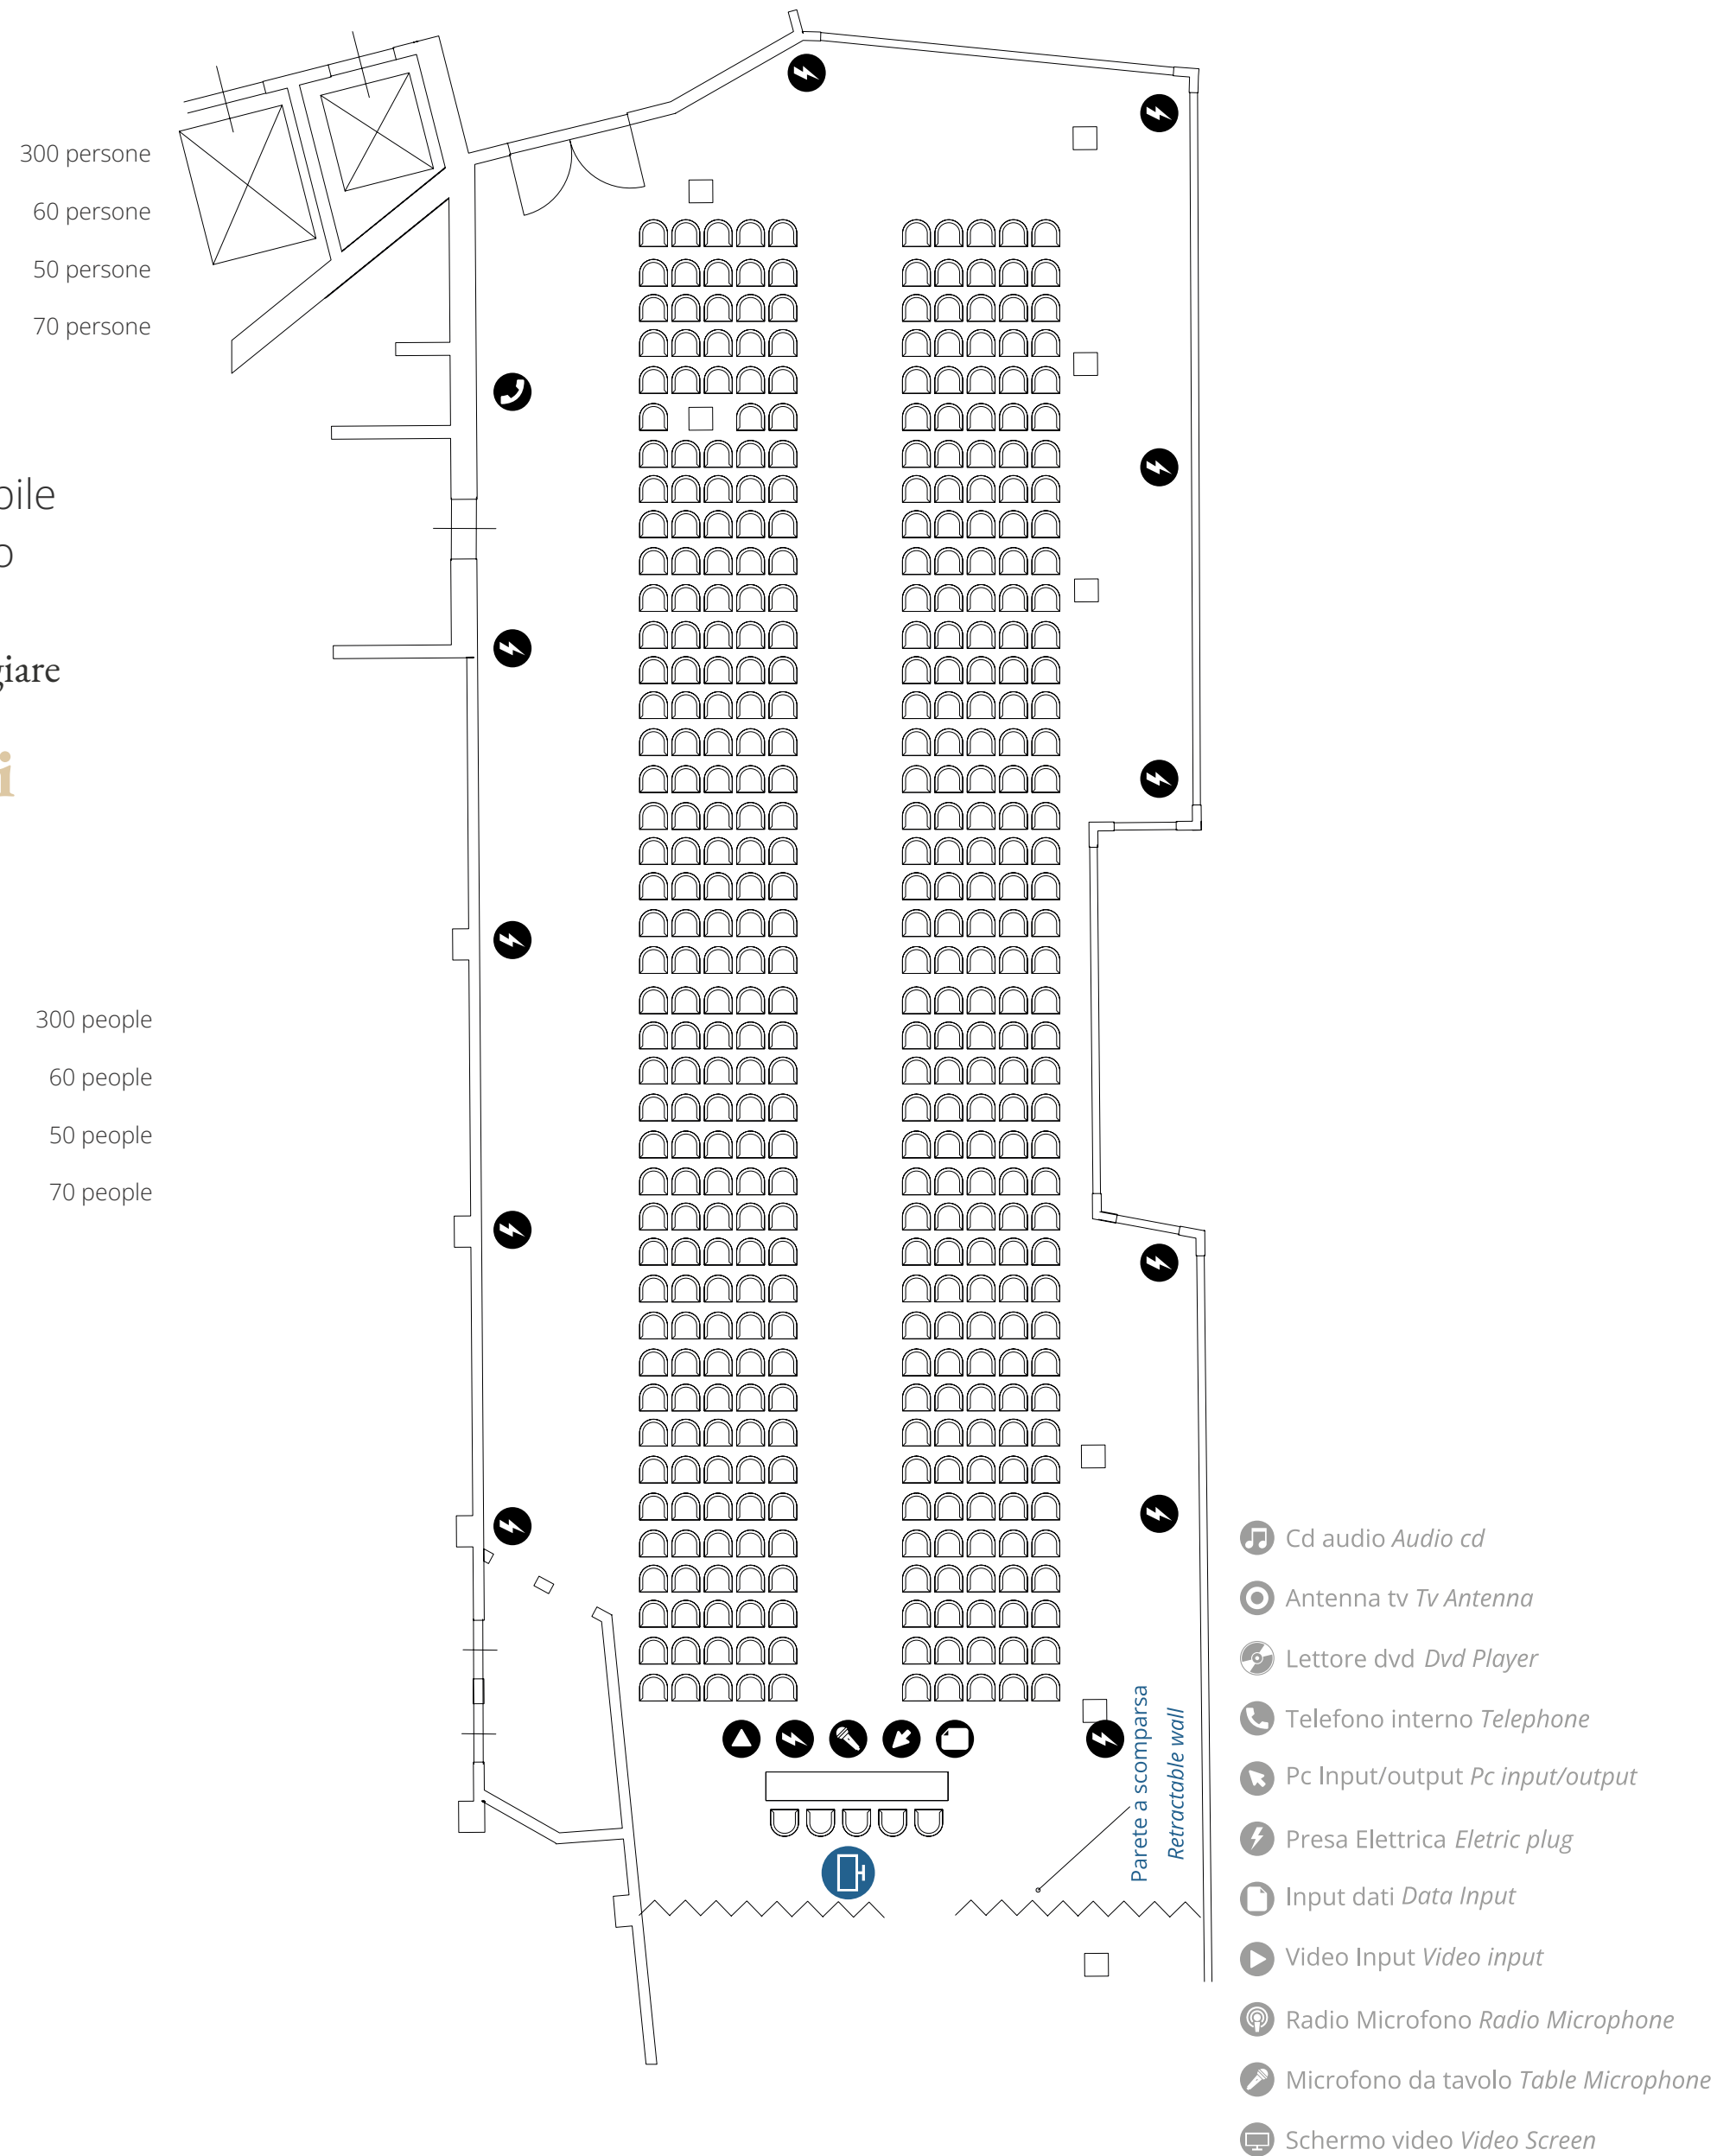 300 persone
60 persone
50 persone
70 persone
300 people
60 people
50 people
70 people
Parete a scomparsa
Retractable wall
Cd audio Audio cd
Antenna tv Tv Antenna
Lettore dvd Dvd Player
Telefono interno Telephone
Pc Input/output Pc input/output
Presa Elettrica Eletric plug
Input dati Data Input
Video Input Video input
Radio Microfono Radio Microphone
Microfono da tavolo Table Microphone
Schermo video Video Screen